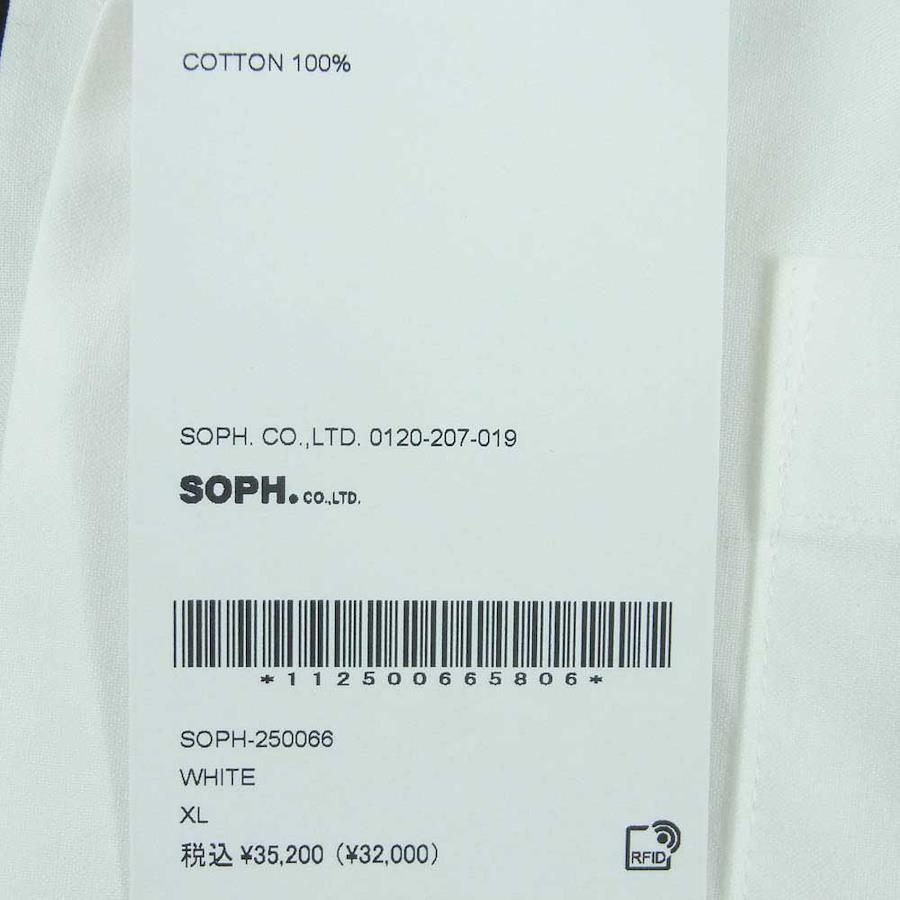 COTTON 100%
SOPH. CO.,LTD. 0120-207-019
SOPH. CO.,LTD.
*112500665806*
SOPH-250066
WHITE
XL
税込 ¥35,200 (¥32,000)
RFID